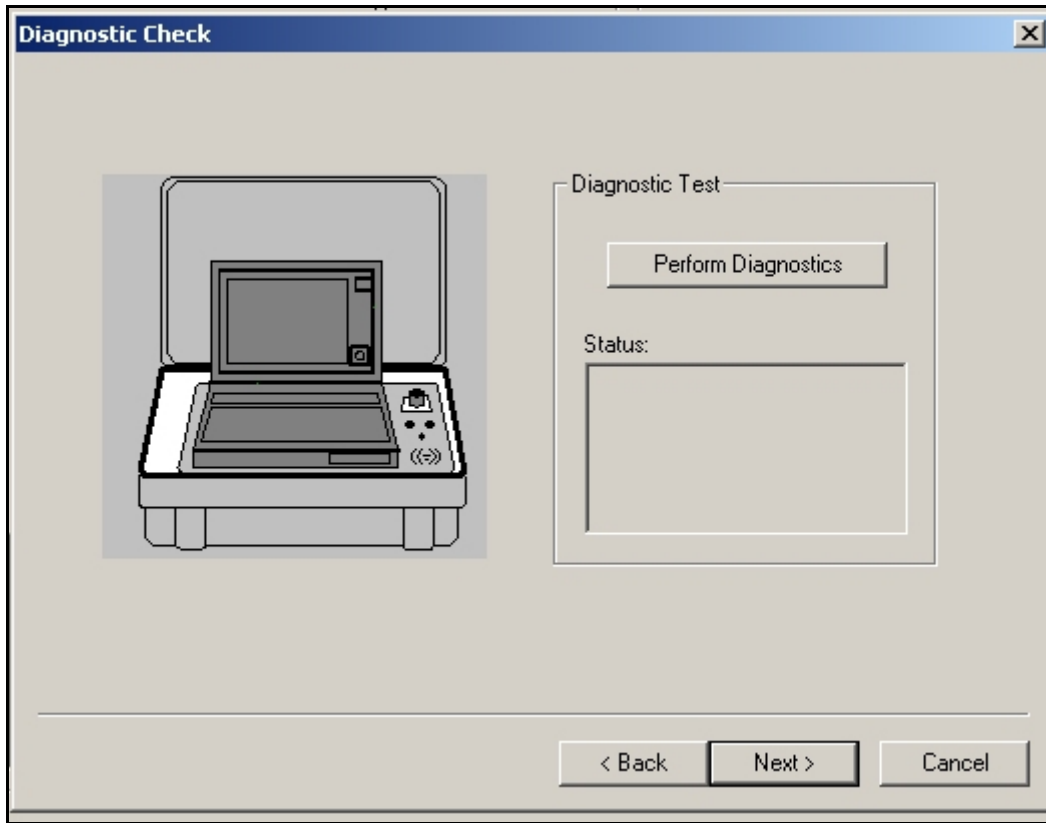 Diagnostic Check
Diagnostic Test
Perform Diagnostics
Status:
< Back
Next >
Cancel